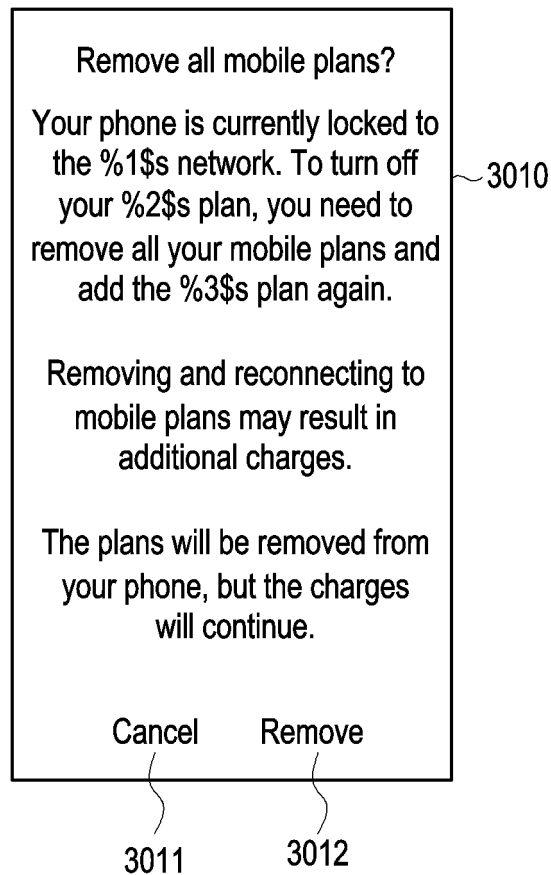 Remove all mobile plans?
Your phone is currently locked to
the %1$s network. To turn off
your %2$s plan, you need to
remove all your mobile plans and
add the %3$s plan again.
Removing and reconnecting to
mobile plans may result in
additional charges.
The plans will be removed from
your phone, but the charges
will continue.
Cancel Remove
3010
3011 3012